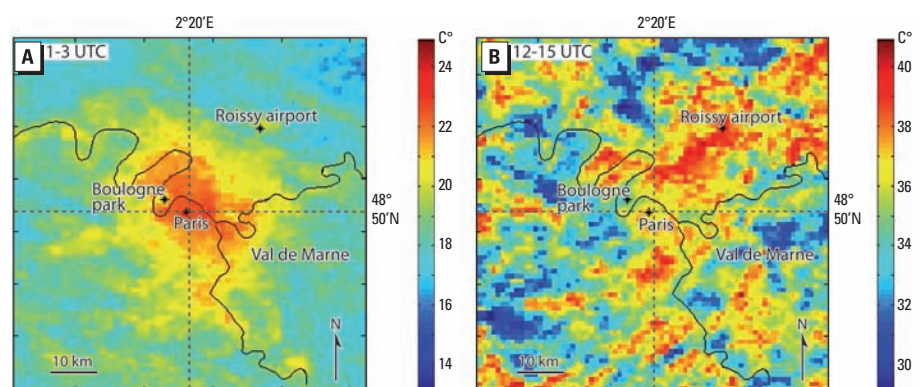 2°20'E
A
1-3 UTC
Roissy airport
Boulogne
park
Paris
Val de Marne
N
10 km
C°
24
22
20
18
16
14
48°
50'N
2°20'E
B
12-15 UTC
Roissy airport
Boulogne
park
Paris
Val de Marne
N
10 km
C°
40
38
36
34
32
30
48°
50'N